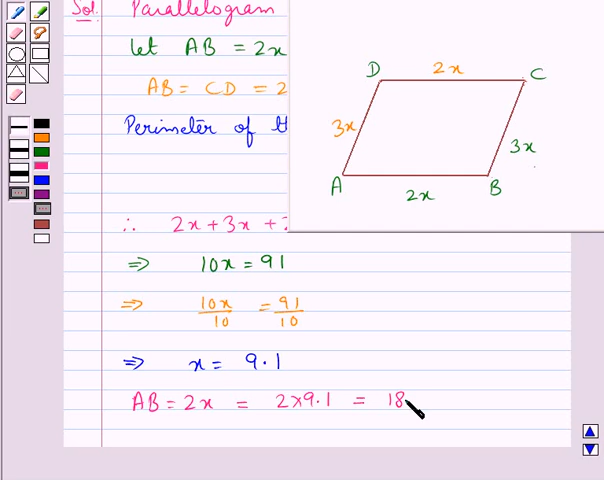 Sol. Parallelogram
Let AB = 2x
AB = CD = 2
Perimeter of
D 2x C
3x 3x
A 2x B
∴ 2x + 3x +
⇒ 10x = 91
⇒ 10x/10 = 91/10
⇒ x = 9.1
AB = 2x = 2×9.1 = 18